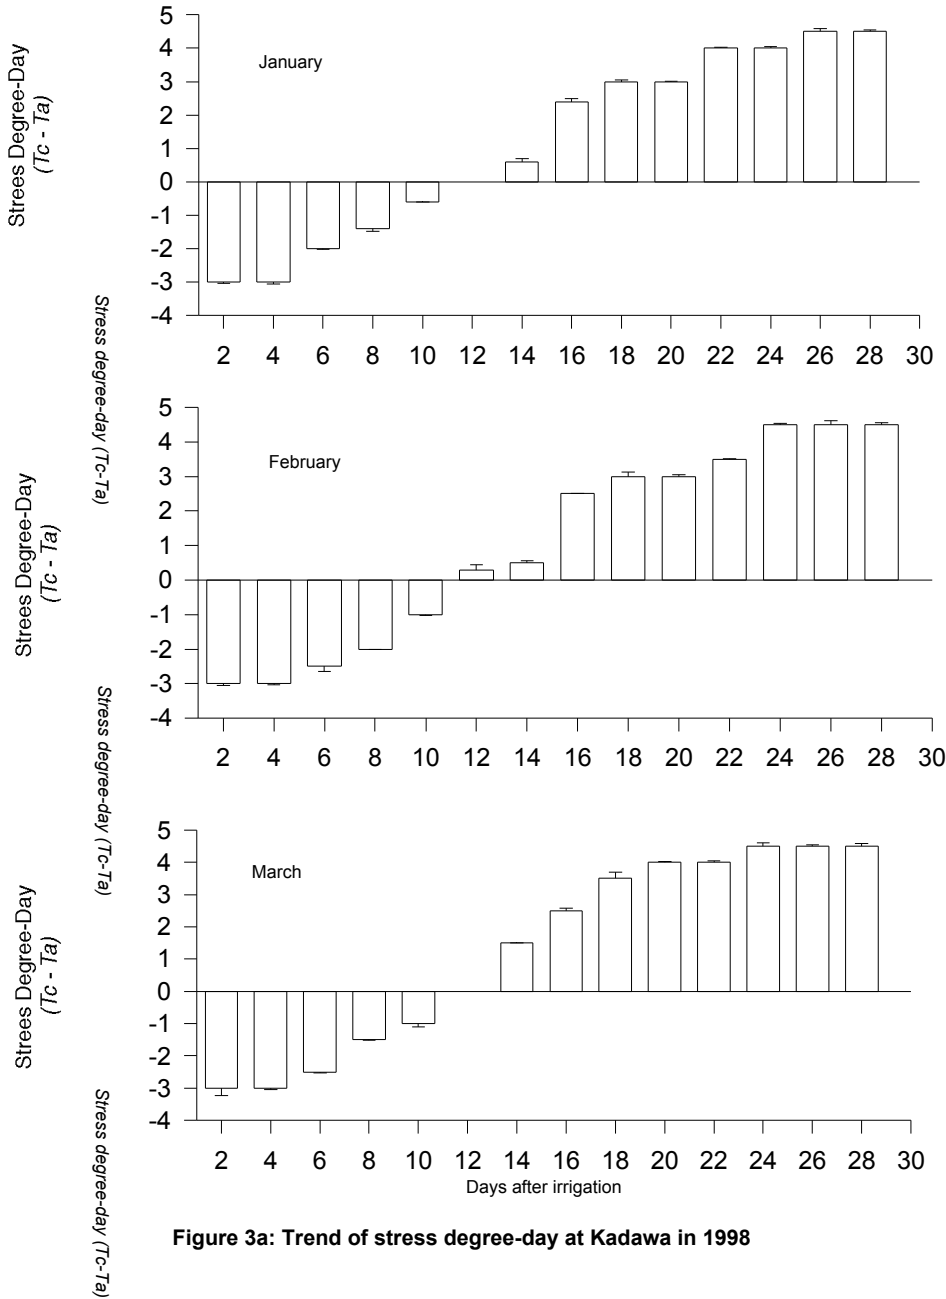 5
4
3
2
1
0
-1
-2
-3
-4
January
Strees Degree-Day
(Tc - Ta)
2 4 6 8 10 12 14 16 18 20 22 24 26 28 30
Stress degree-day (Tc-Ta)
5
4
3
2
1
0
-1
-2
-3
-4
February
Strees Degree-Day
(Tc - Ta)
2 4 6 8 10 12 14 16 18 20 22 24 26 28 30
Stress degree-day (Tc-Ta)
5
4
3
2
1
0
-1
-2
-3
-4
March
Strees Degree-Day
(Tc - Ta)
2 4 6 8 10 12 14 16 18 20 22 24 26 28 30
Days after irrigation
Stress degree-day (Tc-Ta)
Figure 3a: Trend of stress degree-day at Kadawa in 1998